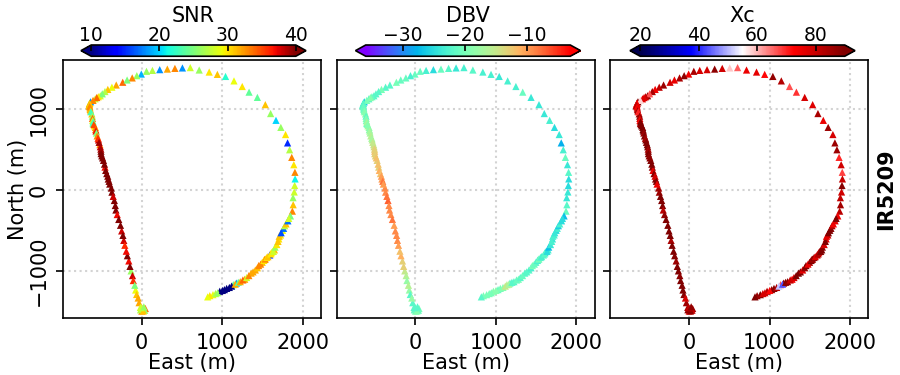 SNR DBV Xc
10 20 30 40 −30 −20 −10 20 40 60 80
North (m)
1000
0
−1000
0 1000 2000 0 1000 2000 0 1000 2000
East (m) East (m) East (m)
IR5209